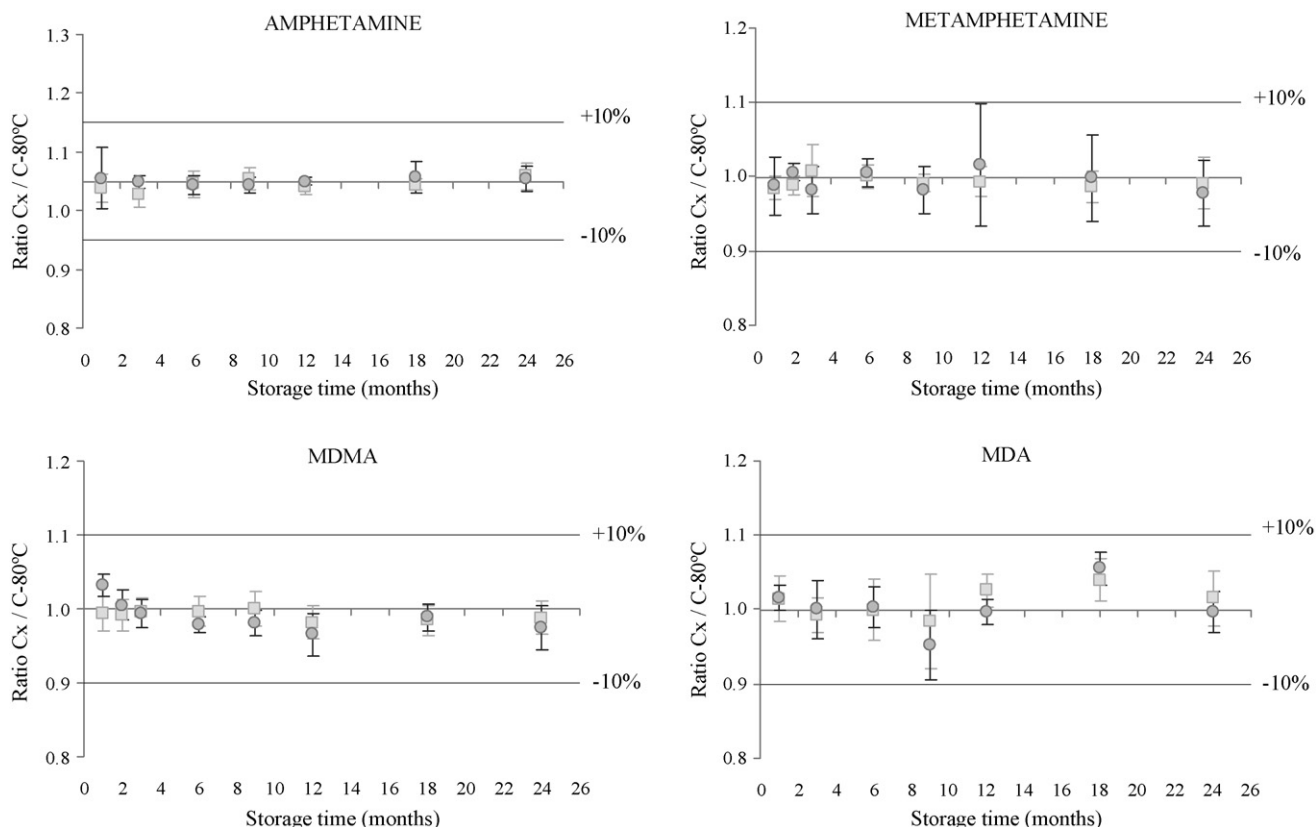 AMPHETAMINE
1.3
1.2
1.1
1.0
0.9
0.8
+10%
-10%
Ratio Cx / C-80ºC
0 2 4 6 8 10 12 14 16 18 20 22 24 26
Storage time (months)
METAMPHETAMINE
1.2
1.1
1.0
0.9
0.8
+10%
-10%
Ratio Cx / C-80ºC
0 2 4 6 8 10 12 14 16 18 20 22 24 26
Storage time (months)
MDMA
1.2
1.1
1.0
0.9
0.8
+10%
-10%
Ratio Cx / C-80ºC
0 2 4 6 8 10 12 14 16 18 20 22 24 26
Storage time (months)
MDA
1.2
1.1
1.0
0.9
0.8
+10%
-10%
Ratio Cx / C-80ºC
0 2 4 6 8 10 12 14 16 18 20 22 24 26
Storage time (months)